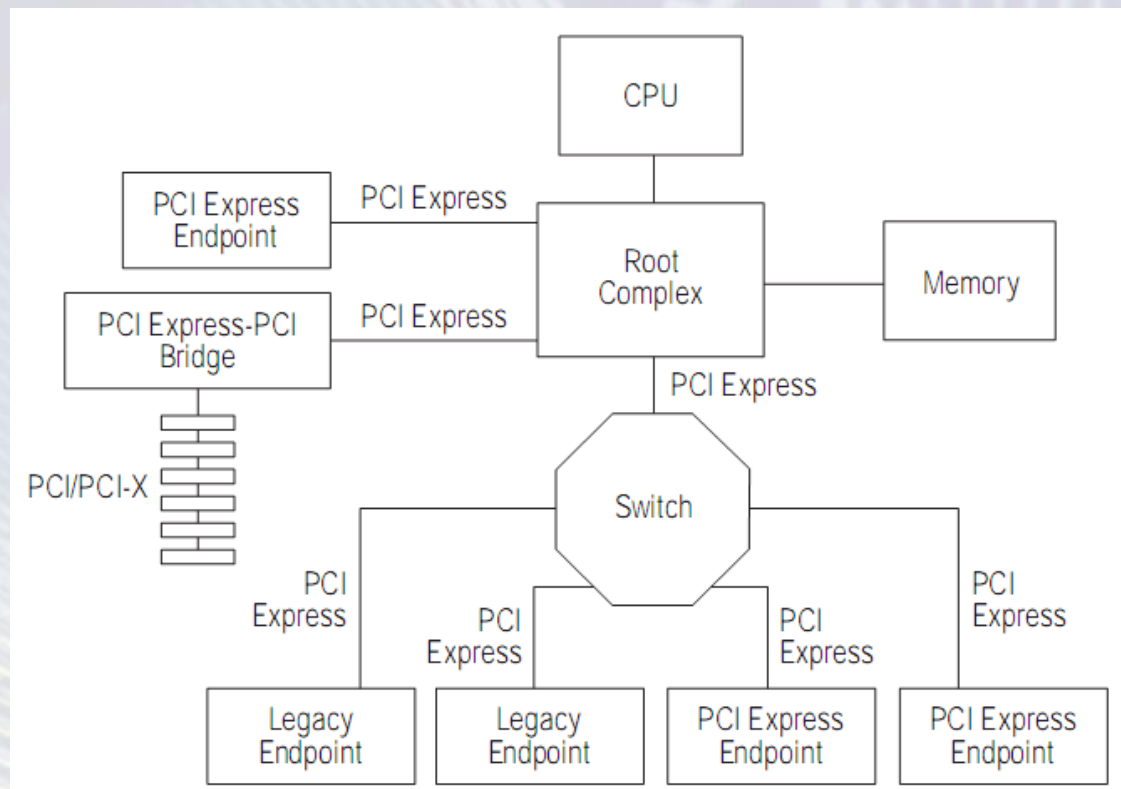 CPU
PCI Express
Endpoint
PCI Express
Root
Complex
Memory
PCI Express-PCI
Bridge
PCI Express
PCI Express
PCI/PCI-X
Switch
PCI
Express
PCI
Express
PCI
Express
PCI
Express
Legacy
Endpoint
Legacy
Endpoint
PCI Express
Endpoint
PCI Express
Endpoint